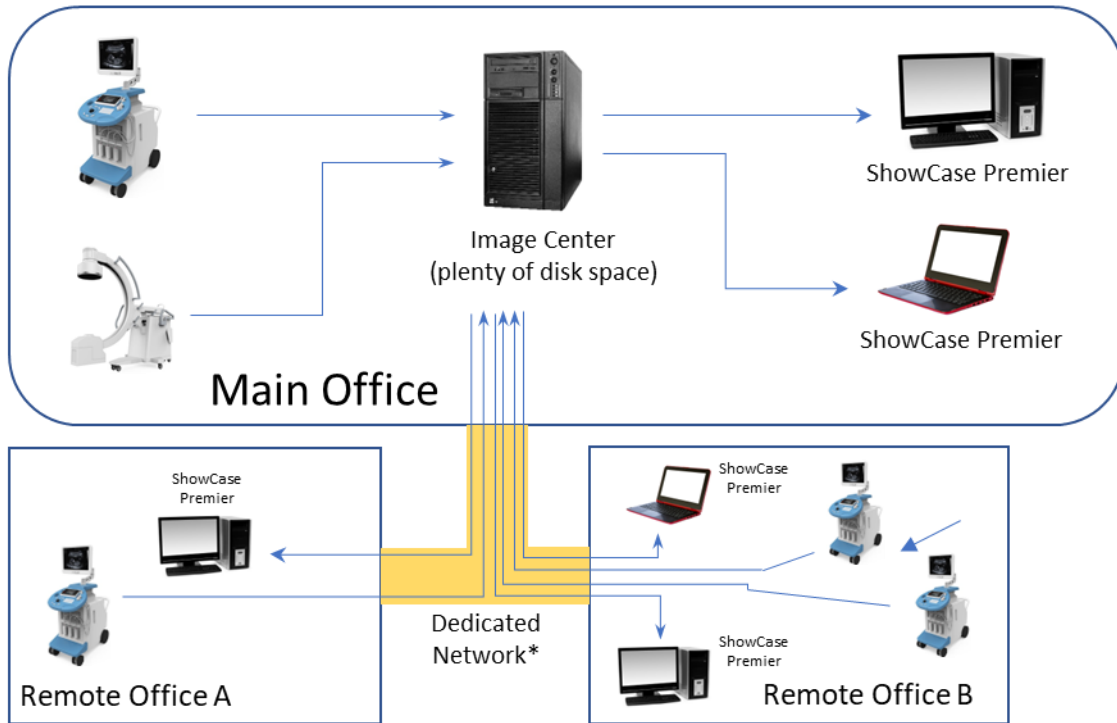 ShowCase Premier
Image Center
(plenty of disk space)
ShowCase Premier
Main Office
ShowCase
Premier
Dedicated
Network*
Remote Office A
ShowCase
Premier
ShowCase
Premier
Remote Office B